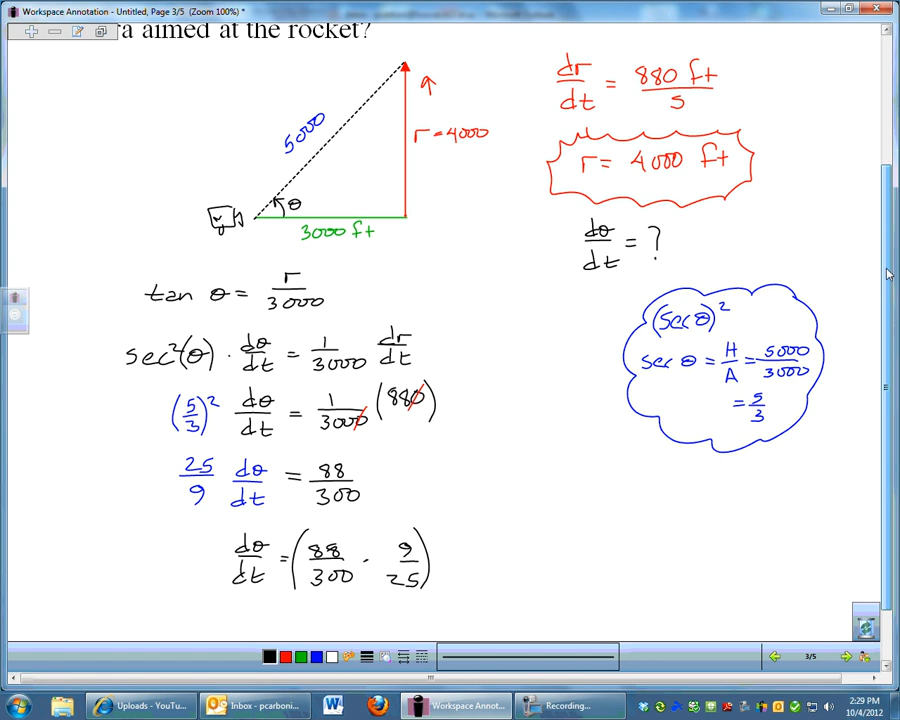 Workspace Annotation - Untitled, Page 3/5 (Zoom 100%) *
ra aimed at the rocket?
5000
r = 4000
θ
3000 ft
dr/dt = 880 ft/s
r = 4000 ft
dθ/dt = ?
tan θ = r/3000
sec²(θ) · dθ/dt = 1/3000 dr/dt
(5/3)² dθ/dt = 1/3000 (880)
25/9 dθ/dt = 88/300
dθ/dt = (88/300 · 9/25)
(sec θ)²
sec θ = H/A = 5000/3000
= 5/3
3/5
Uploads - YouTu...
Inbox - pcarboni...
Workspace Annot...
Recording...
2:29 PM
10/4/2012